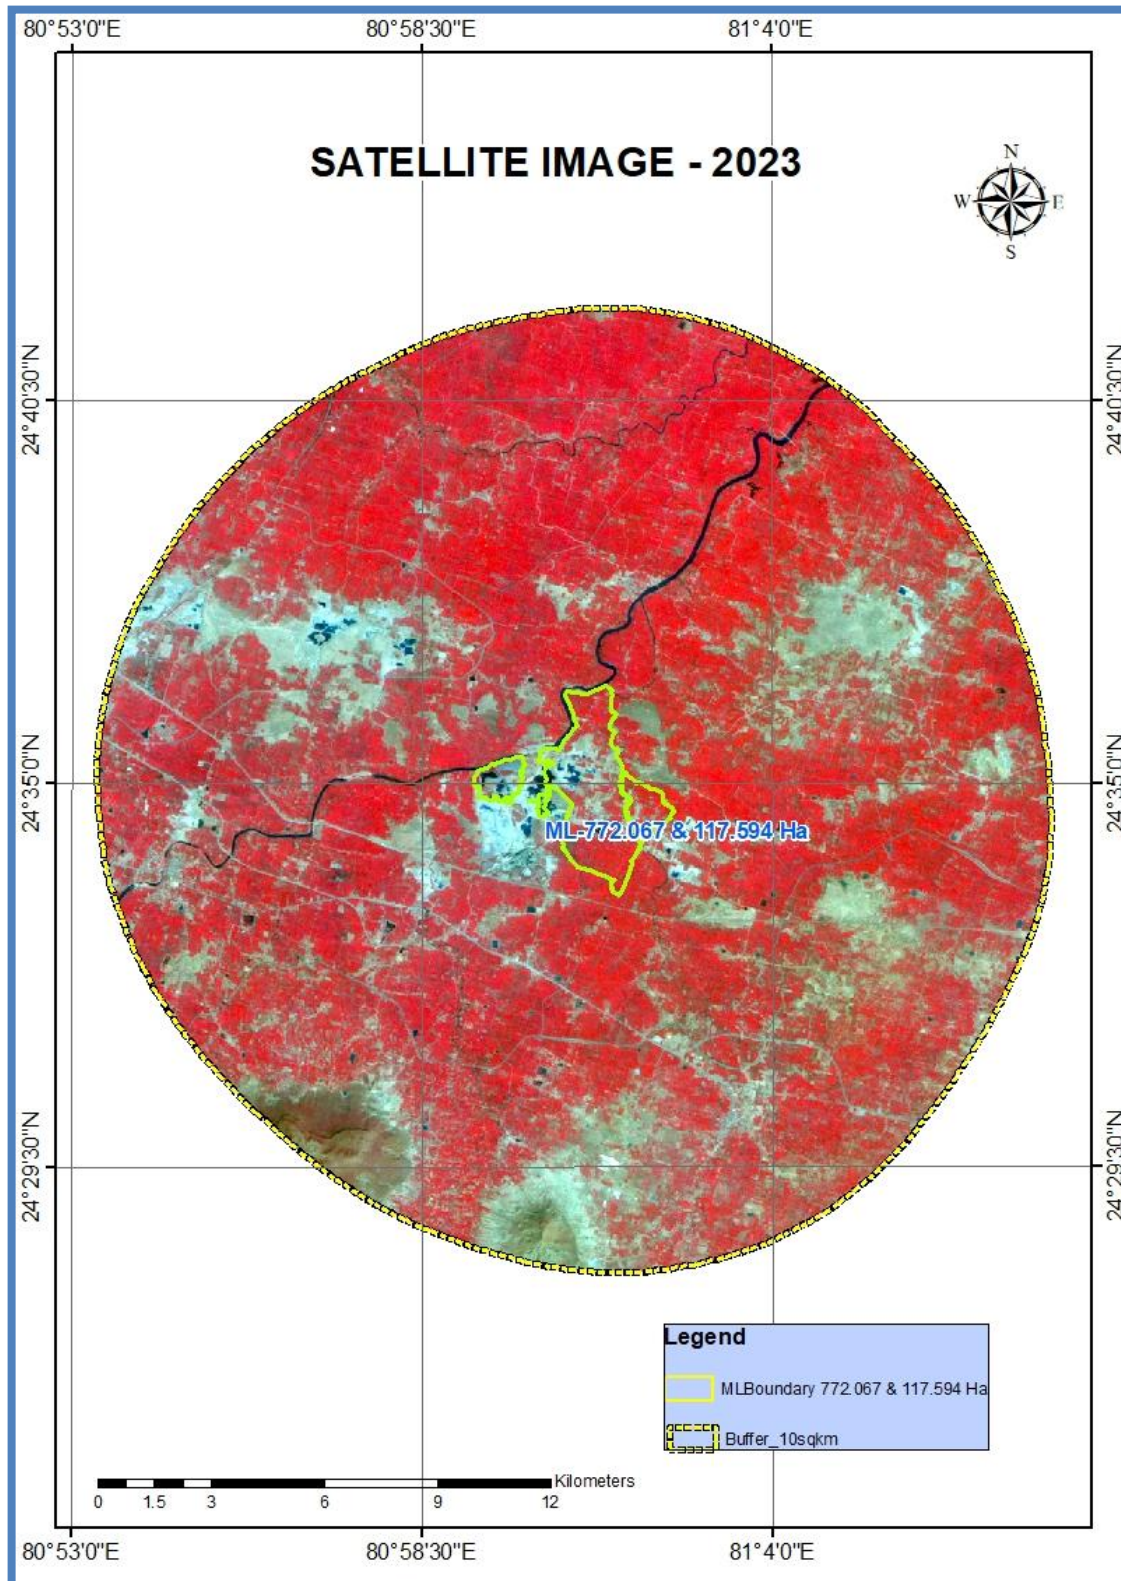 80°53'0"E 80°58'30"E 81°4'0"E
SATELLITE IMAGE - 2023
N
W E
S
24°40'30"N 24°40'30"N
24°35'0"N 24°35'0"N
ML-772.067 & 117.594 Ha
24°29'30"N 24°29'30"N
Legend
MLBoundary 772.067 & 117.594 Ha
Buffer_10sqkm
Kilometers
0 1.5 3 6 9 12
80°53'0"E 80°58'30"E 81°4'0"E